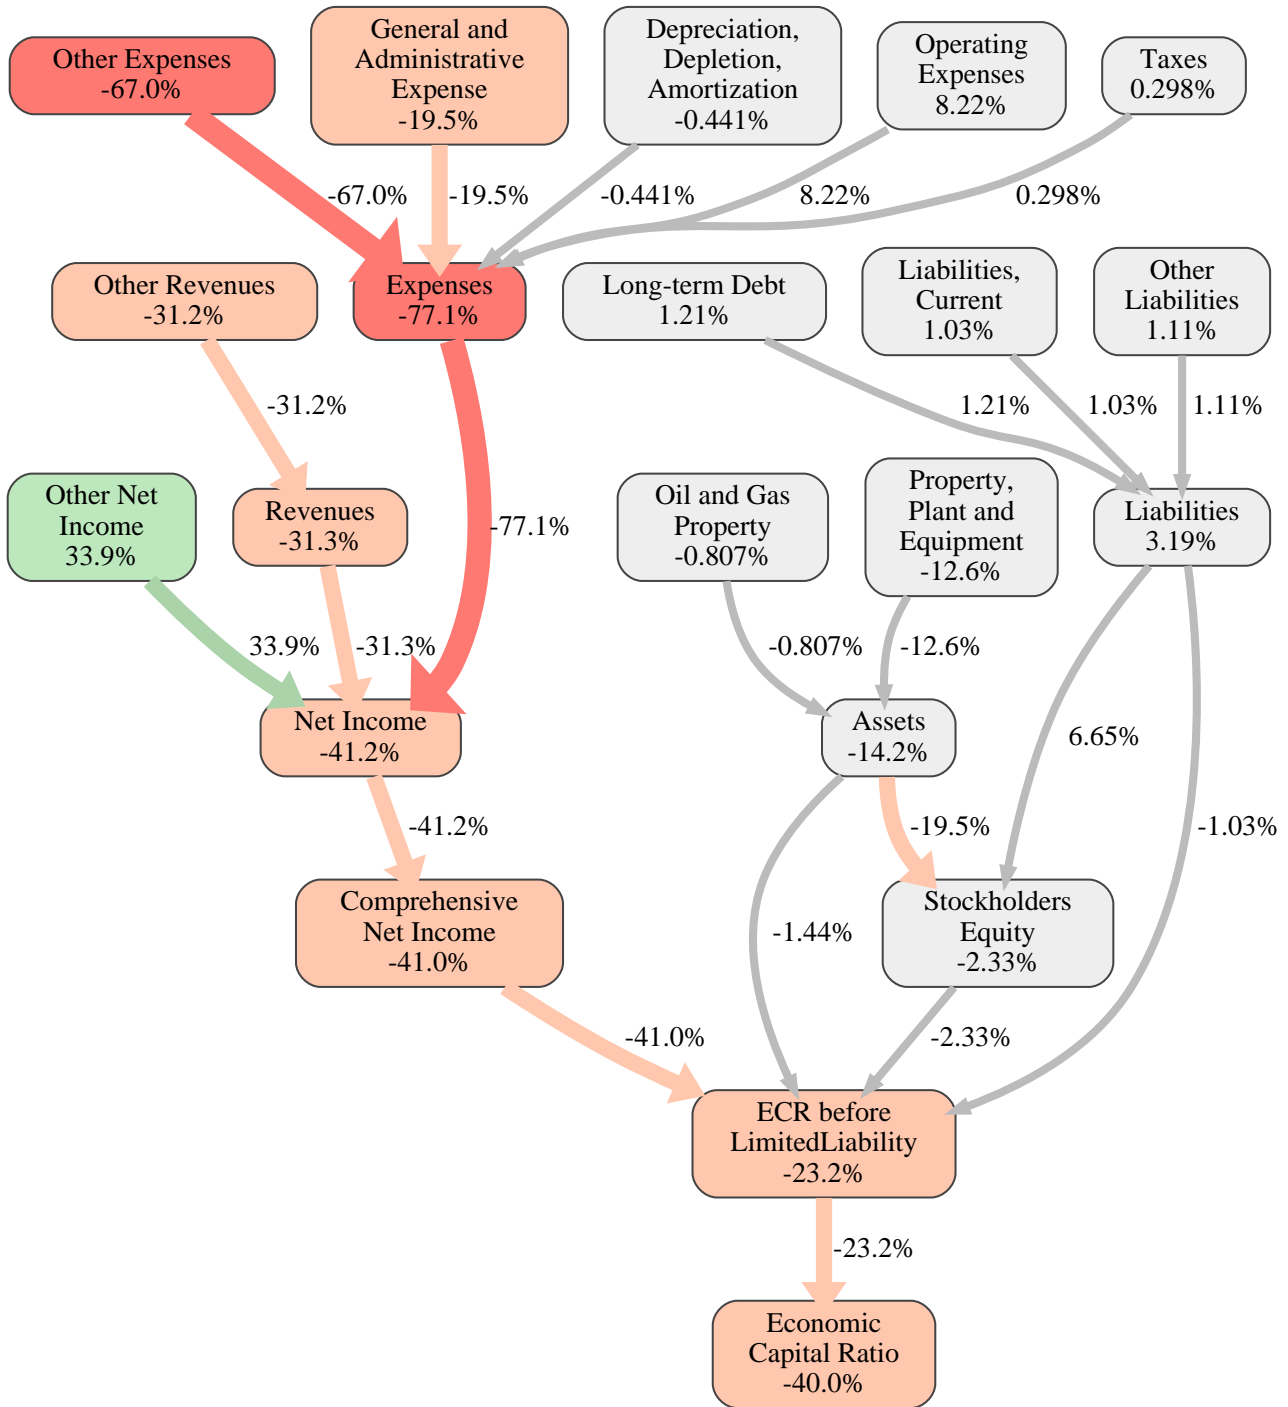 Other Expenses
-67.0%
General and
Administrative
Expense
-19.5%
Depreciation,
Depletion,
Amortization
-0.441%
Operating
Expenses
8.22%
Taxes
0.298%
-67.0%
-19.5%
-0.441%
8.22%
0.298%
Other Revenues
-31.2%
Expenses
-77.1%
Long-term Debt
1.21%
Liabilities,
Current
1.03%
Other
Liabilities
1.11%
-31.2%
1.21%
1.03%
1.11%
Other Net
Income
33.9%
Revenues
-31.3%
-77.1%
Oil and Gas
Property
-0.807%
Property,
Plant and
Equipment
-12.6%
Liabilities
3.19%
33.9%
-31.3%
-0.807%
-12.6%
Net Income
-41.2%
Assets
-14.2%
6.65%
-41.2%
-19.5%
-1.03%
Comprehensive
Net Income
-41.0%
-1.44%
Stockholders
Equity
-2.33%
-41.0%
-2.33%
ECR before
LimitedLiability
-23.2%
-23.2%
Economic
Capital Ratio
-40.0%